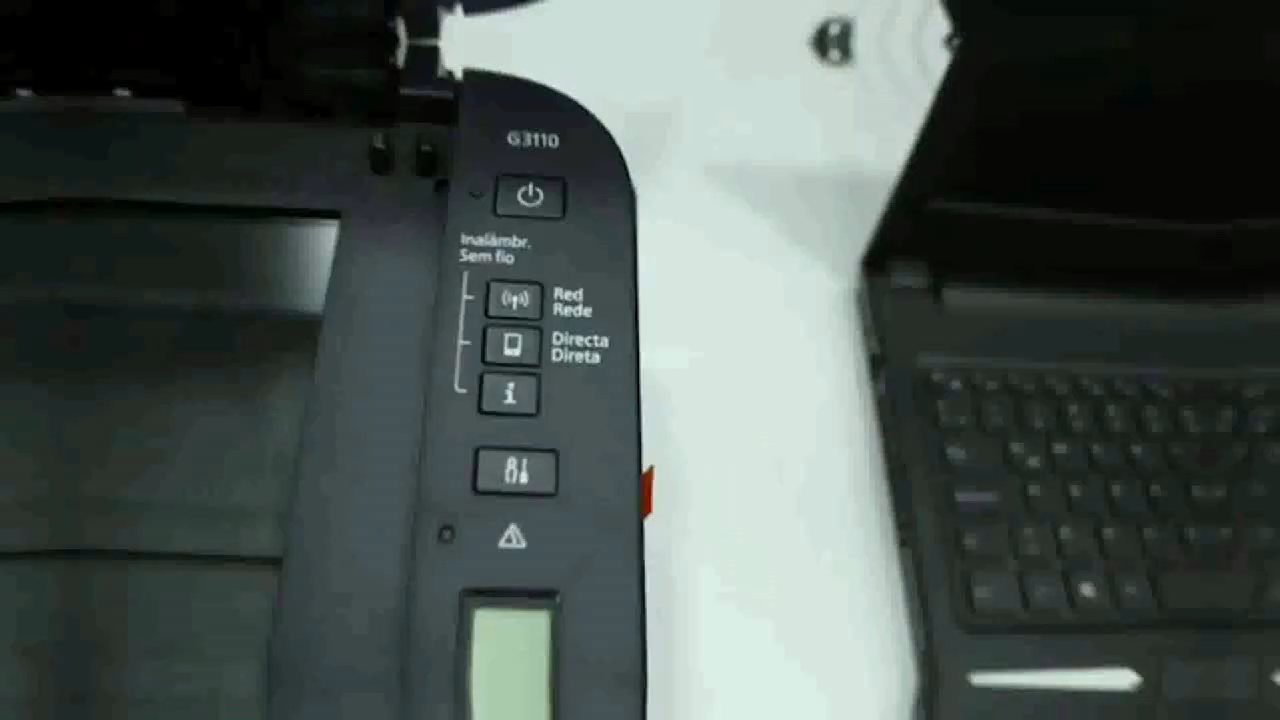 G3110
Inalámbr.
Sem fio
Red
Rede
Directa
Direta
i